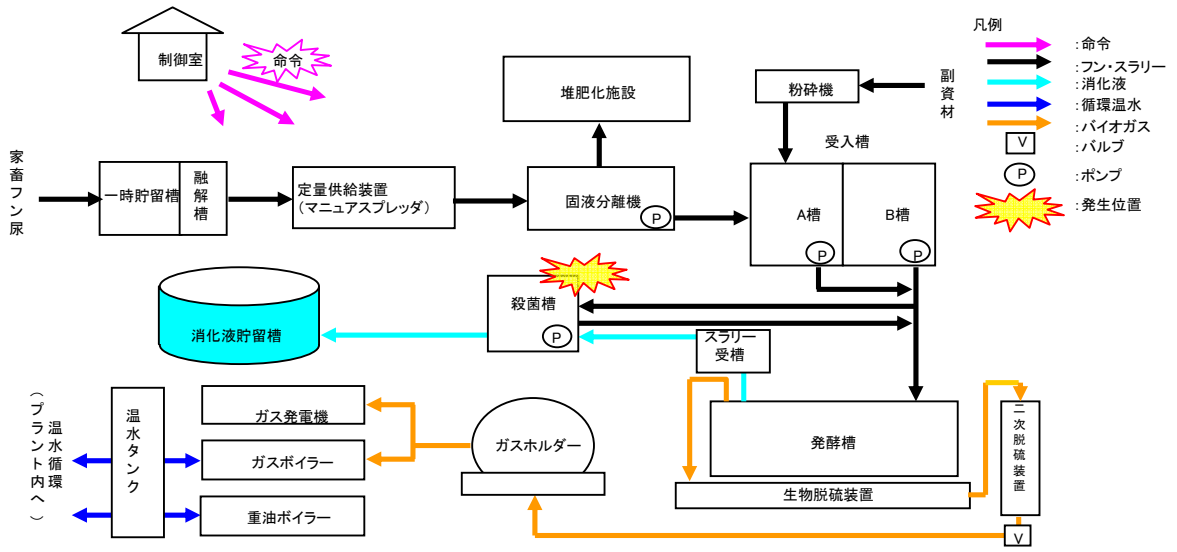 制御室
命令
堆肥化施設
粉砕機
副資材
凡例
:命令
:フン・スラリー
:消化液
:循環温水
:バイオガス
V
:バルブ
P
:ポンプ
:発生位置
家畜フン尿
一時貯留槽
融解槽
定量供給装置
(マニュアスプレッダ)
固液分離機
P
受入槽
A槽
P
B槽
P
消化液貯留槽
殺菌槽
P
スラリー
受槽
温水循環
(プラント内へ)
温水タンク
ガス発電機
ガスボイラー
重油ボイラー
ガスホルダー
発酵槽
生物脱硫装置
二次脱硫装置
V